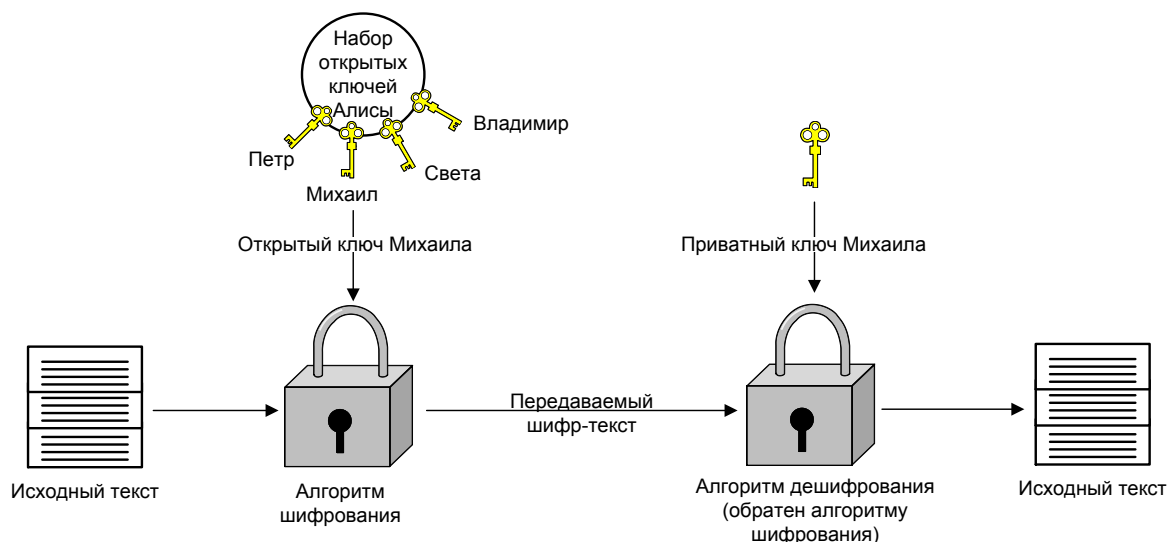 Набор
открытых
ключей
Алисы
Владимир
Петр
Света
Михаил
Открытый ключ Михаила
Приватный ключ Михаила
Передаваемый
шифр-текст
Исходный текст
Алгоритм
шифрования
Алгоритм дешифрования
(обратен алгоритму
шифрования)
Исходный текст